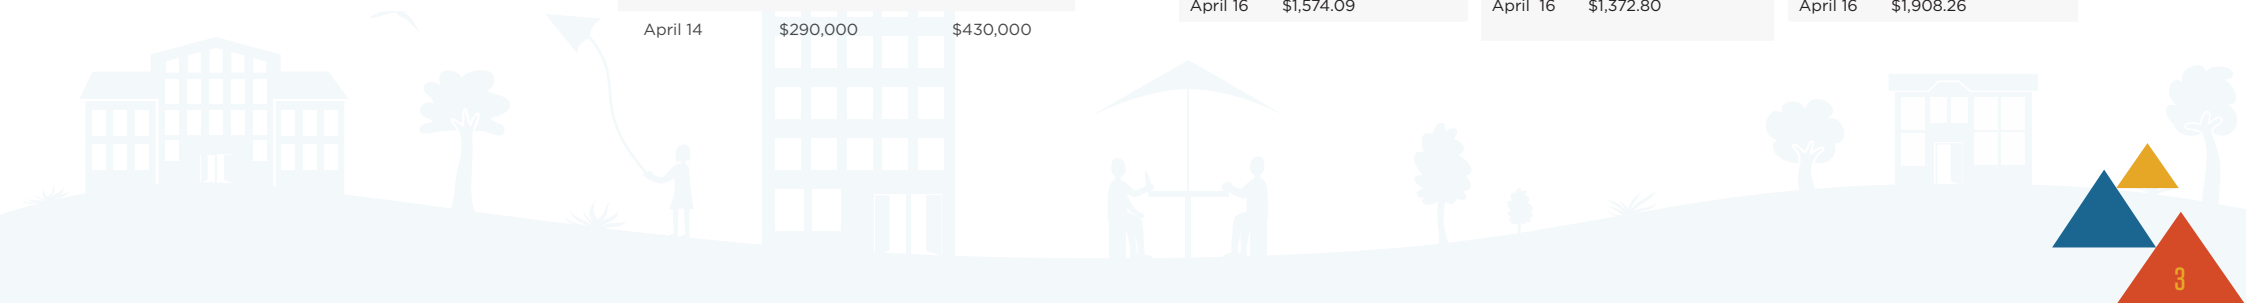 April 16 $1,574.09
April 16 $1,372.80
April 16 $1,908.26
April 14 $290,000 $430,000
3